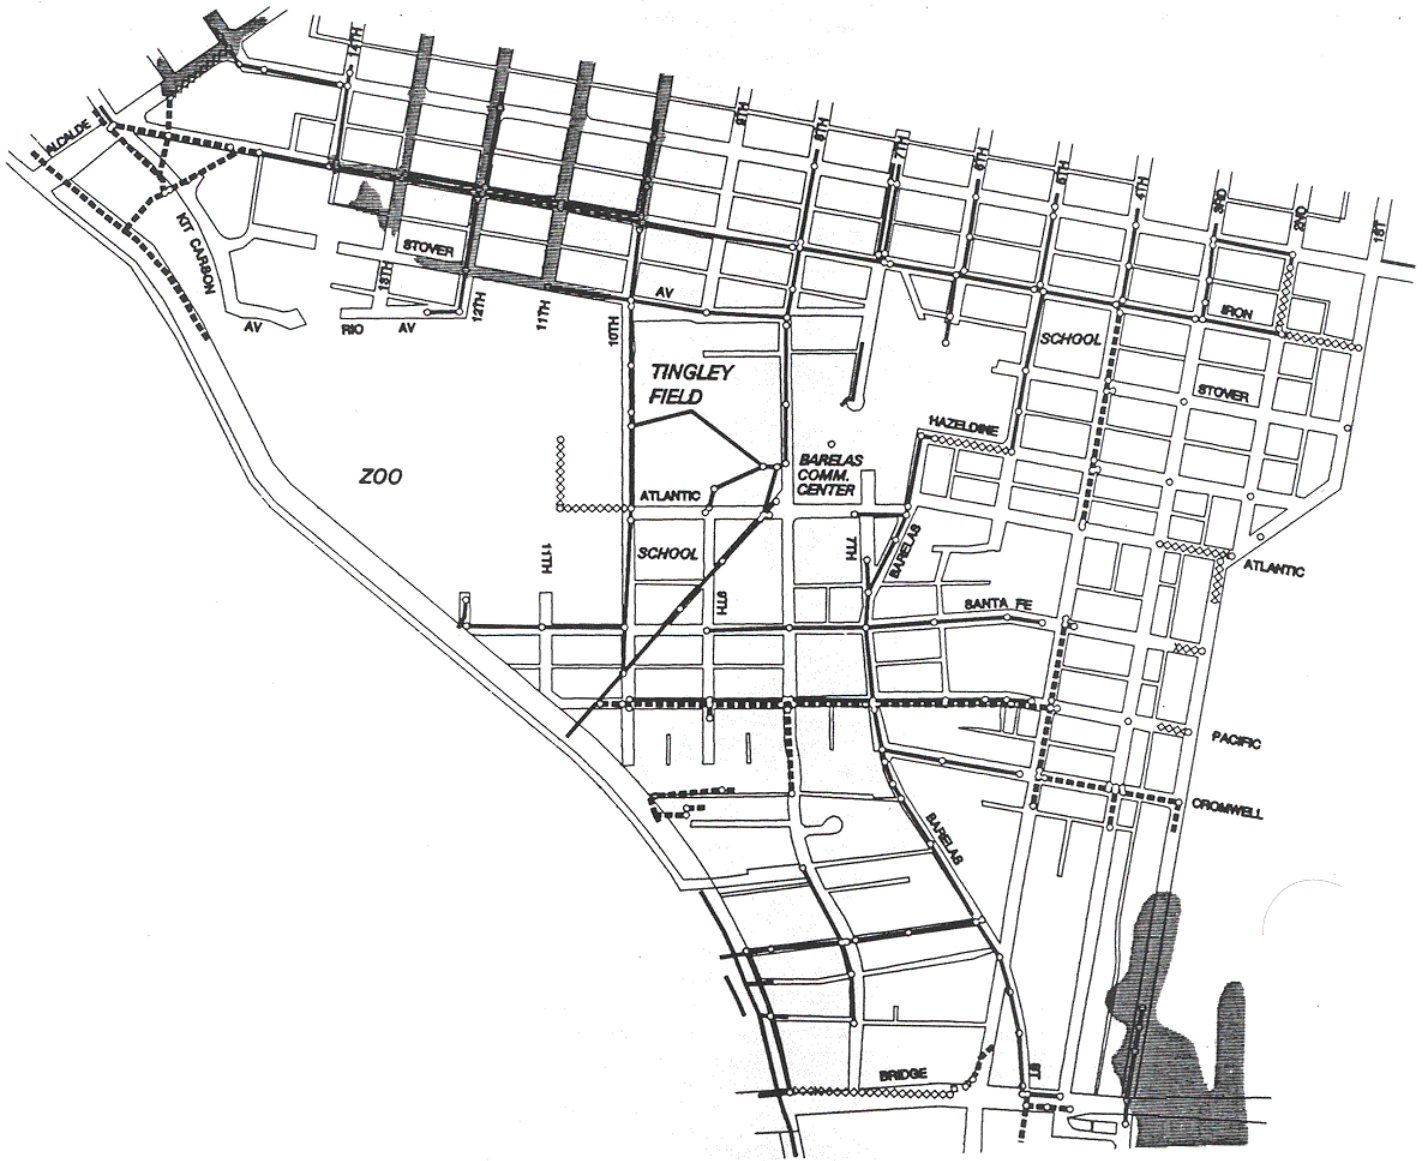 14TH
9TH
8TH
7TH
6TH
5TH
4TH
3RD
2ND
1ST
ALCALDE
KIT CARSON
AV
STOVER
13TH
RIO AV
12TH
11TH
10TH
AV
IRON
SCHOOL
STOVER
TINGLEY
FIELD
HAZELDINE
ZOO
BARELAS
COMM.
CENTER
ATLANTIC
SCHOOL
11TH
9TH
7TH
BARELAS
ATLANTIC
SANTA FE
PACIFIC
CROMWELL
BARELAS
BRIDGE
ST